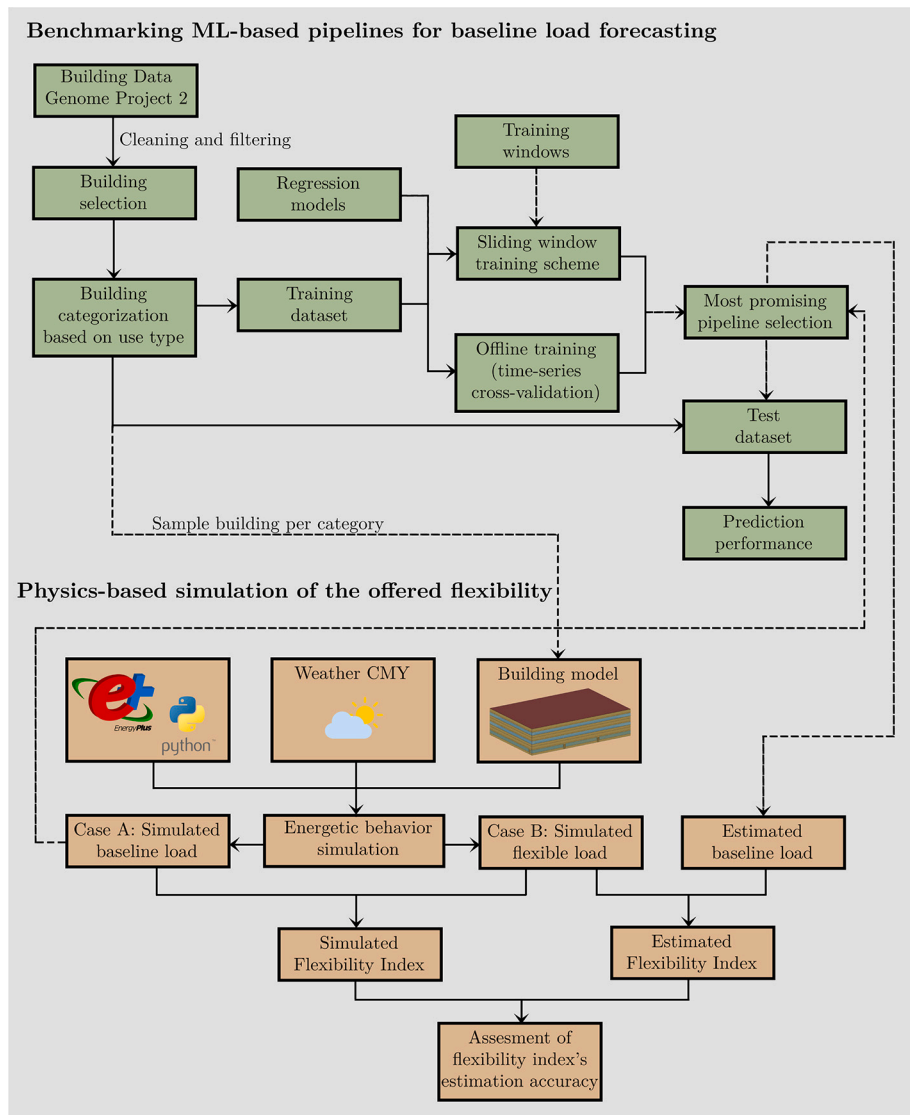 Benchmarking ML-based pipelines for baseline load forecasting
Building Data
Genome Project 2
Cleaning and filtering
Training
windows
Building
selection
Regression
models
Sliding window
training scheme
Building
categorization
based on use type
Training
dataset
Most promising
pipeline selection
Offline training
(time-series
cross-validation)
Test
dataset
Sample building per category
Prediction
performance
Physics-based simulation of the offered flexibility
e+
EnergyPlus
python
Weather CMY
Building model
Case A: Simulated
baseline load
Energetic behavior
simulation
Case B: Simulated
flexible load
Estimated
baseline load
Simulated
Flexibility Index
Estimated
Flexibility Index
Assesment of
flexibility index's
estimation accuracy